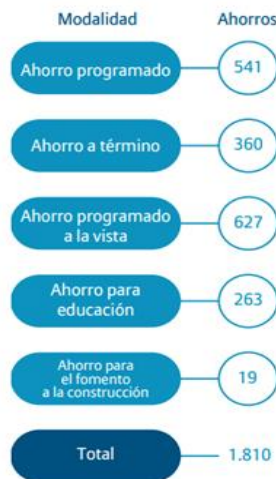 Modalidad Ahorros
Ahorro programado 541
Ahorro a término 360
Ahorro programado
a la vista
627
Ahorro para
educación
263
Ahorro para
el fomento
a la construcción
19
Total 1.810